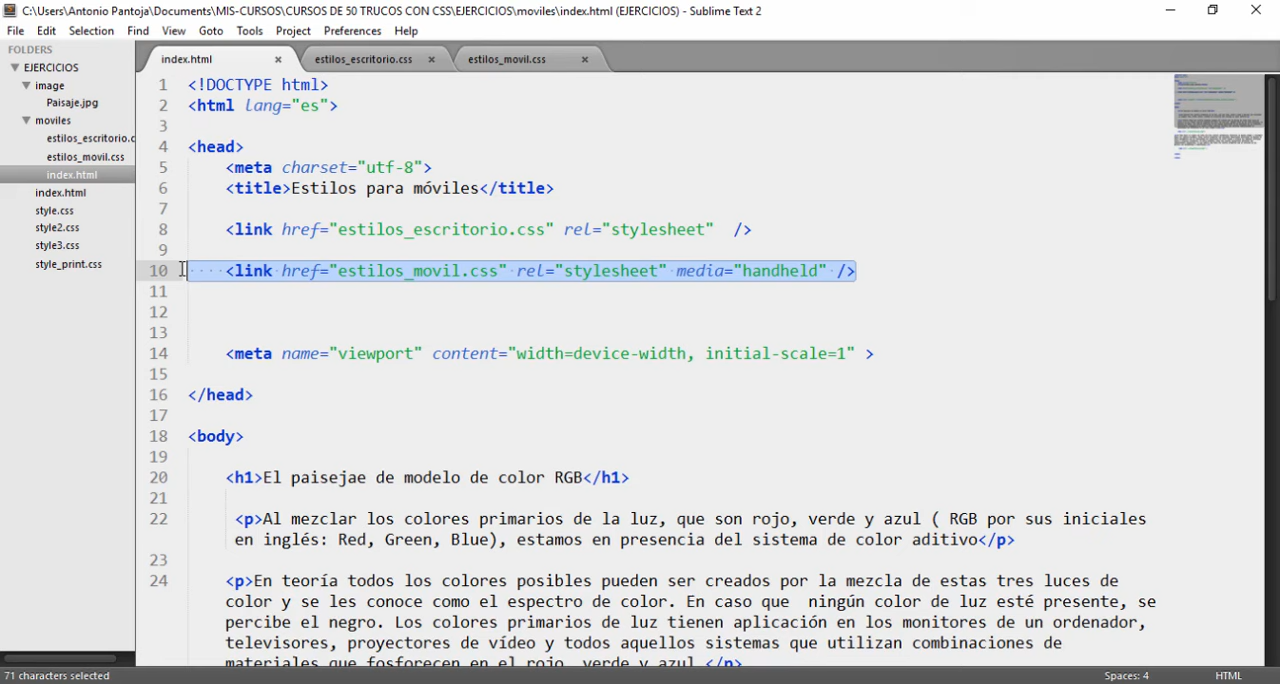 C:\Users\Antonio Pantoja\Documents\MIS-CURSOS\CURSOS DE 50 TRUCOS CON CSS\EJERCICIOS\moviles\index.html (EJERCICIOS) - Sublime Text 2
File Edit Selection Find View Goto Tools Project Preferences Help
FOLDERS
EJERCICIOS
image
Paisaje.jpg
moviles
estilos_escritorio.c
estilos_movil.css
index.html
index.html
style.css
style2.css
style3.css
style_print.css
index.html estilos_escritorio.css estilos_movil.css
1 <!DOCTYPE html>
2 <html lang="es">
3
4 <head>
5 <meta charset="utf-8">
6 <title>Estilos para móviles</title>
7
8 <link href="estilos_escritorio.css" rel="stylesheet" />
9
10 <link href="estilos_movil.css" rel="stylesheet" media="handheld" />
11
12
13
14 <meta name="viewport" content="width=device-width, initial-scale=1" >
15
16 </head>
17
18 <body>
19
20 <h1>El paisejae de modelo de color RGB</h1>
21
22 <p>Al mezclar los colores primarios de la luz, que son rojo, verde y azul ( RGB por sus iniciales
en inglés: Red, Green, Blue), estamos en presencia del sistema de color aditivo</p>
23
24 <p>En teoría todos los colores posibles pueden ser creados por la mezcla de estas tres luces de
color y se les conoce como el espectro de color. En caso que ningún color de luz esté presente, se
percibe el negro. Los colores primarios de luz tienen aplicación en los monitores de un ordenador,
televisores, proyectores de vídeo y todos aquellos sistemas que utilizan combinaciones de
materiales que fosforecen en el rojo, verde y azul.</p>
71 characters selected
Spaces: 4
HTML